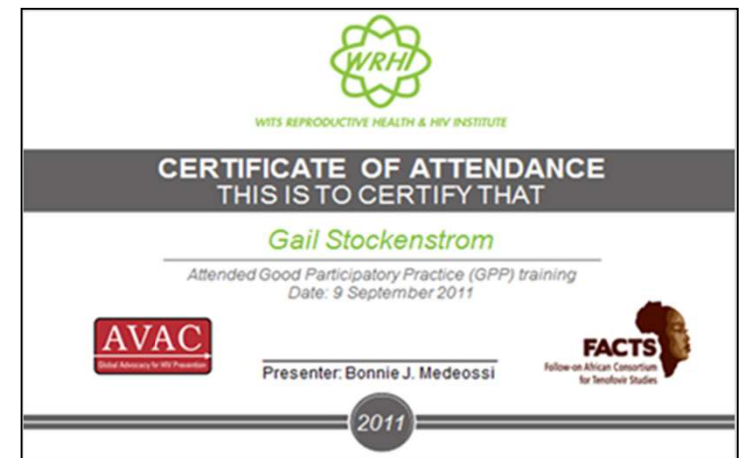 WRHI
WITS REPRODUCTIVE HEALTH & HIV INSTITUTE
CERTIFICATE OF ATTENDANCE
THIS IS TO CERTIFY THAT
Gail Stockenstrom
Attended Good Participatory Practice (GPP) training
Date: 9 September 2011
AVAC
Global Advocacy for HIV Prevention
Presenter: Bonnie J. Medeossi
FACTS
Follow-on African Consortium
for Tenofovir Studies
2011